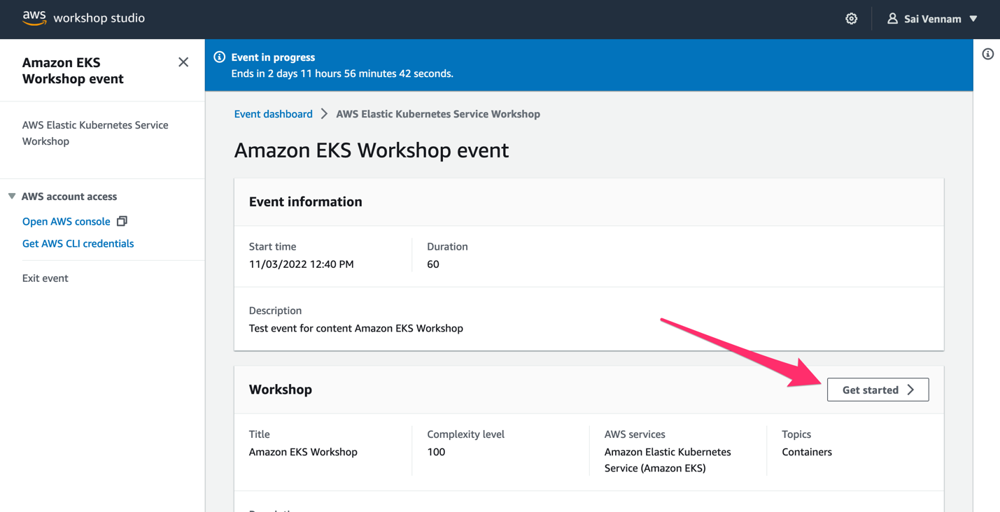 aws workshop studio
Sai Vennam
Amazon EKS
Workshop event
AWS Elastic Kubernetes Service
Workshop
AWS account access
Open AWS console
Get AWS CLI credentials
Exit event
Event in progress
Ends in 2 days 11 hours 56 minutes 42 seconds.
Event dashboard
AWS Elastic Kubernetes Service Workshop
Amazon EKS Workshop event
Event information
Start time
11/03/2022 12:40 PM
Duration
60
Description
Test event for content Amazon EKS Workshop
Workshop
Get started
Title
Amazon EKS Workshop
Complexity level
100
AWS services
Amazon Elastic Kubernetes
Service (Amazon EKS)
Topics
Containers